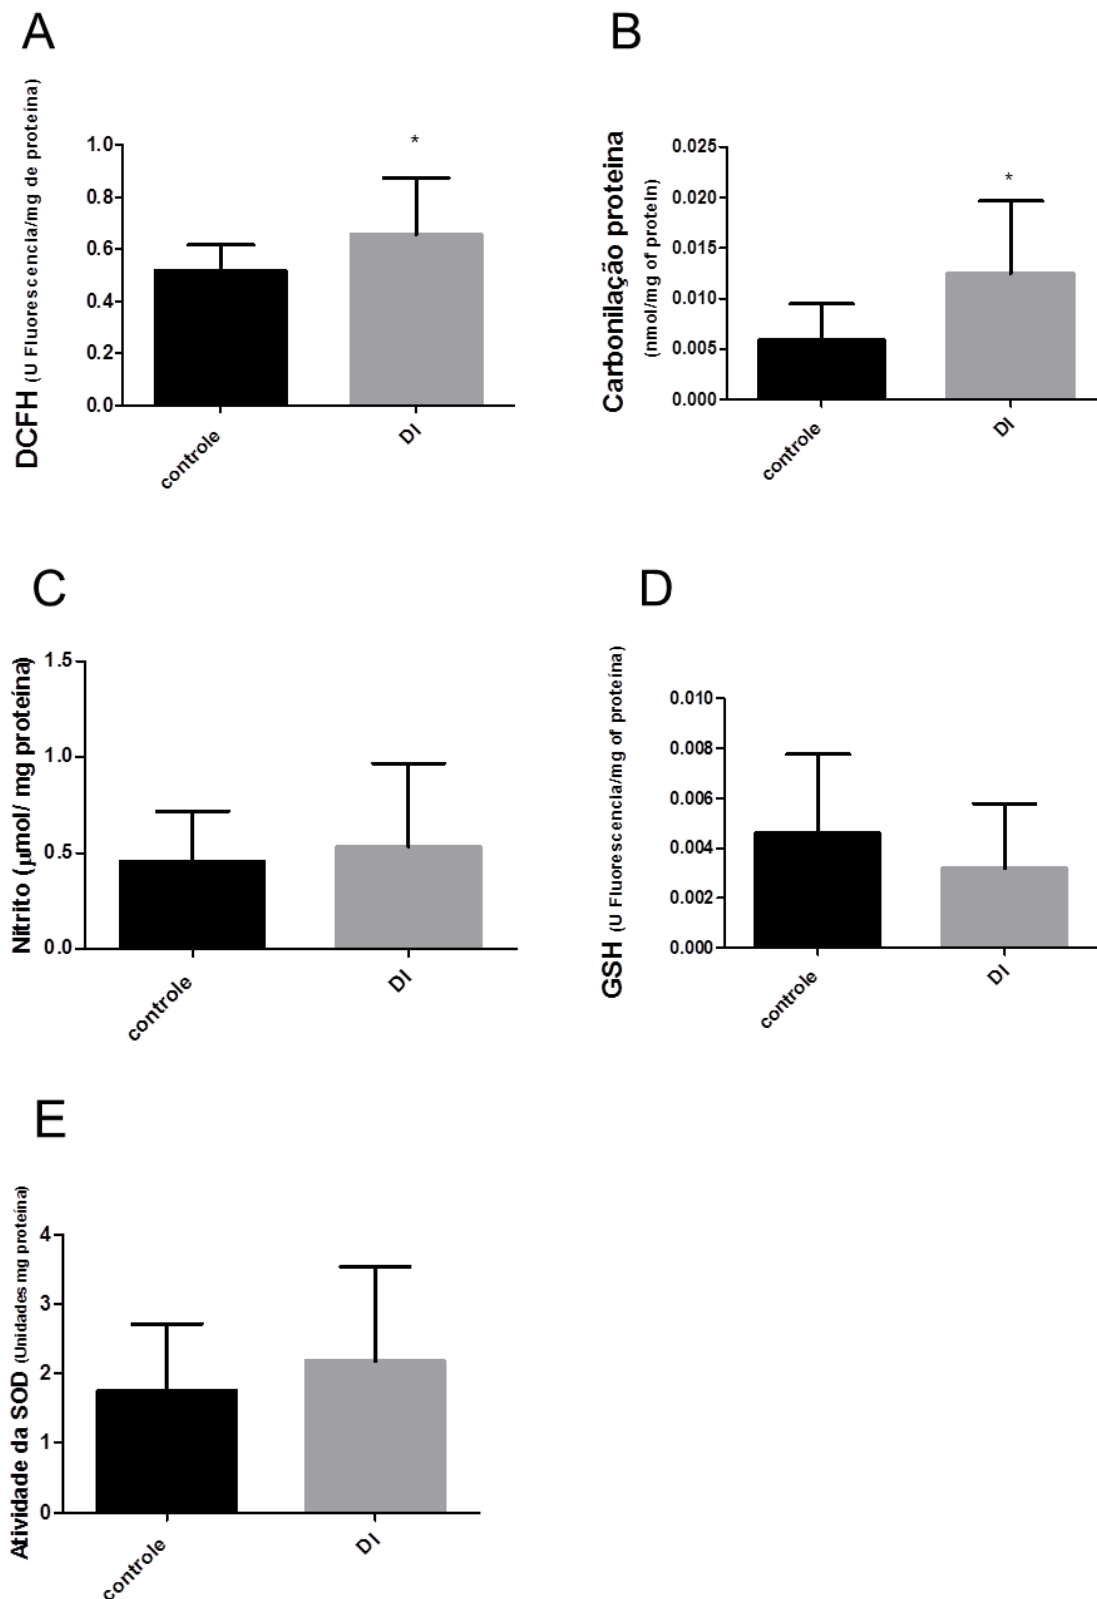 A
DCFH (U Fluorescencia/mg de proteína)
1.0
0.8
0.6
0.4
0.2
0.0
*
controle
DI
B
Carbonilação proteina
(nmol/mg of protein)
0.025
0.020
0.015
0.010
0.005
0.000
*
controle
DI
C
Nitrito (µmol/ mg proteína)
1.5
1.0
0.5
0.0
controle
DI
D
GSH (U Fluorescencia/mg of proteína)
0.010
0.008
0.006
0.004
0.002
0.000
controle
DI
E
Atividade da SOD (Unidades mg proteína)
4
3
2
1
0
controle
DI